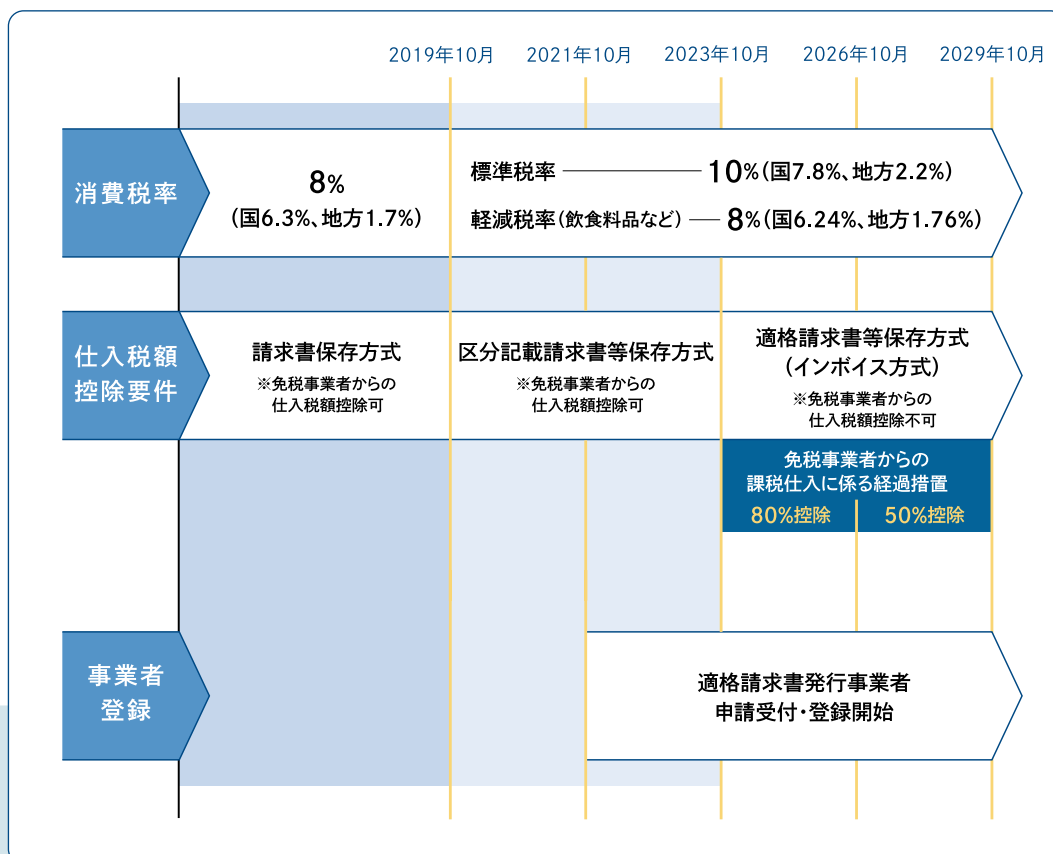 2019年10月 2021年10月 2023年10月 2026年10月 2029年10月
消費税率
8%
(国6.3%、地方1.7%)
標準税率 10%(国7.8%、地方2.2%)
軽減税率(飲食料品など) 8%(国6.24%、地方1.76%)
仕入税額
控除要件
請求書保存方式
※免税事業者からの
仕入税額控除可
区分記載請求書等保存方式
※免税事業者からの
仕入税額控除可
適格請求書等保存方式
(インボイス方式)
※免税事業者からの
仕入税額控除不可
免税事業者からの
課税仕入に係る経過措置
80%控除 50%控除
事業者
登録
適格請求書発行事業者
申請受付・登録開始